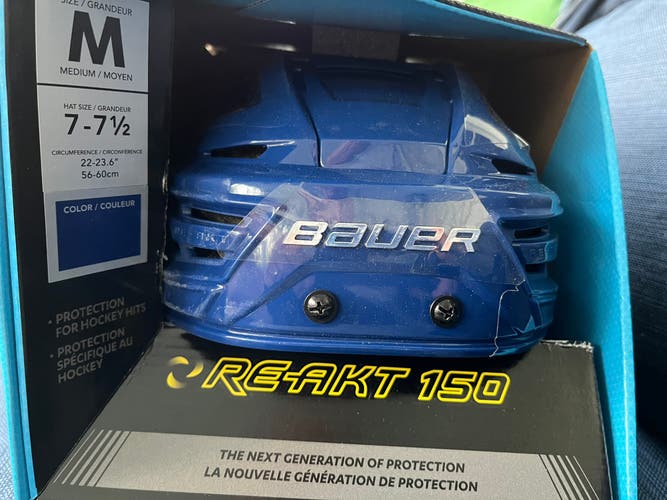 SIZE / GRANDEUR
M
MEDIUM / MOYEN
HAT SIZE / GRANDEUR
7 - 7 ½
CIRCUMFERENCE / CIRCONFÉRENCE
22-23.6"
56-60cm
COLOR / COULEUR
• PROTECTION
FOR HOCKEY HITS
• PROTECTION
SPÉCIFIQUE AU
HOCKEY
BAUER
RE-AKT 150
THE NEXT GENERATION OF PROTECTION
LA NOUVELLE GÉNÉRATION DE PROTECTION